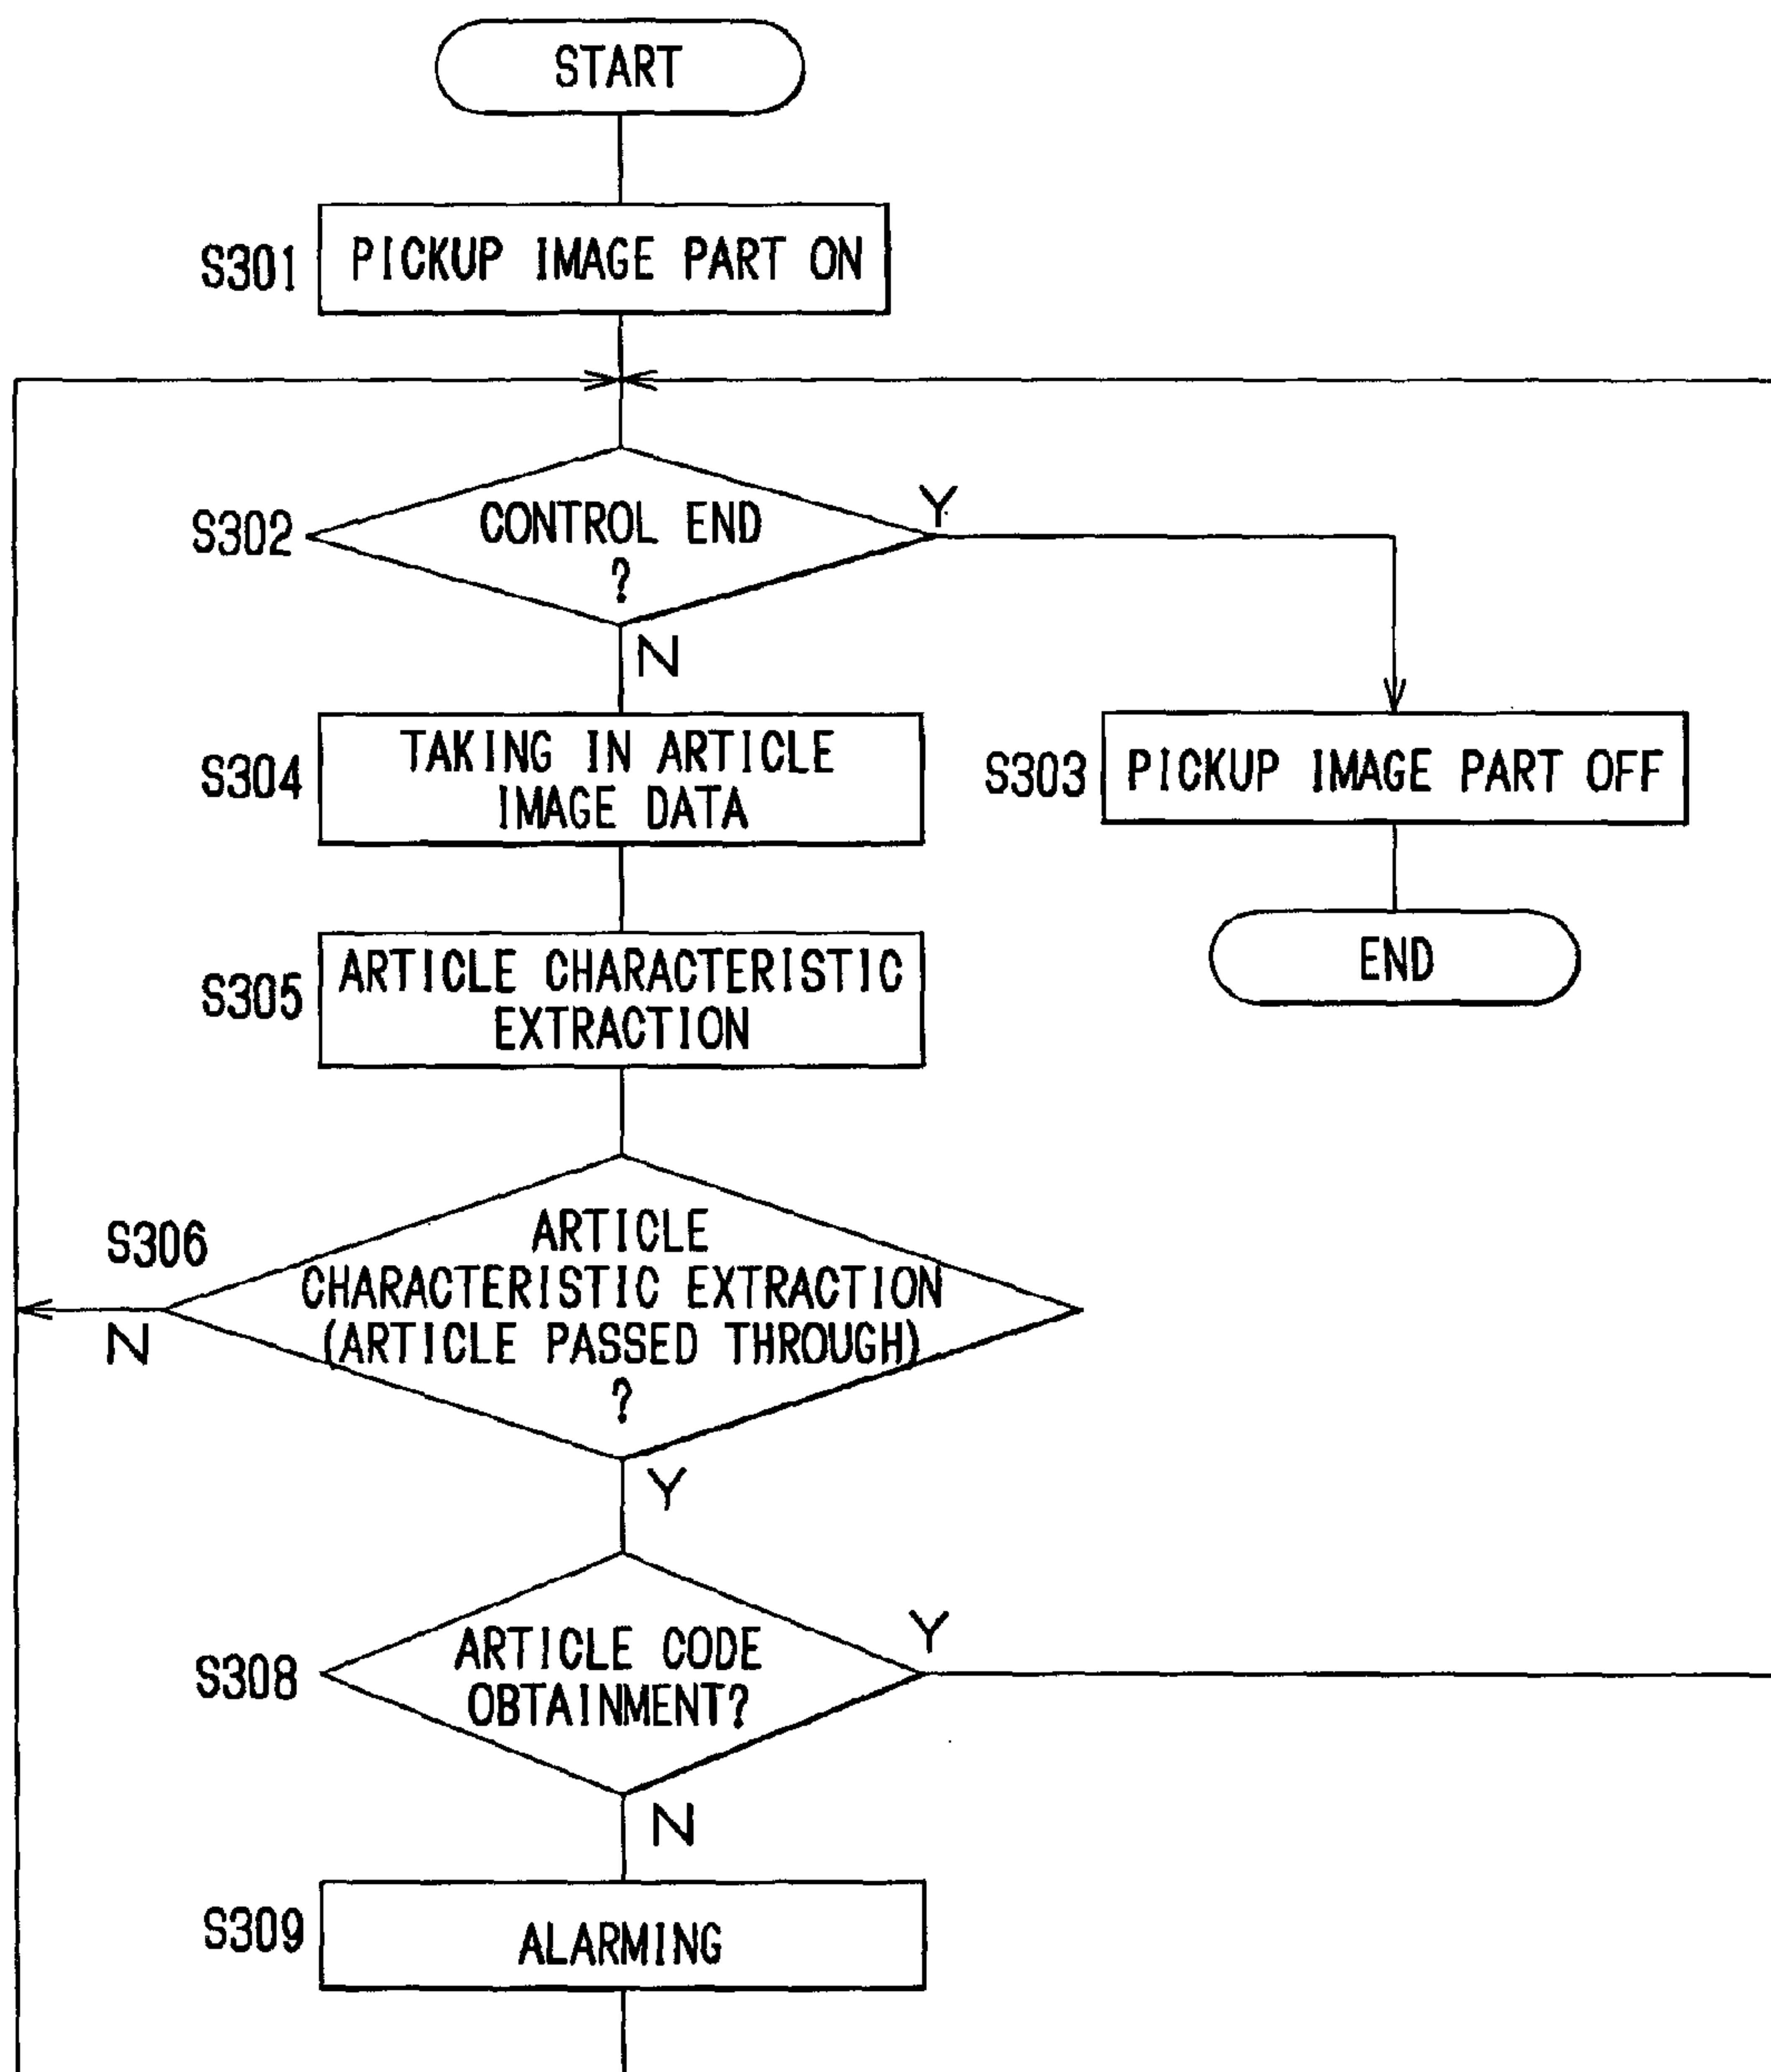 START
S301
PICKUP IMAGE PART ON
S302
CONTROL END
?
Y
N
S304
TAKING IN ARTICLE
IMAGE DATA
S303
PICKUP IMAGE PART OFF
S305
ARTICLE CHARACTERISTIC
EXTRACTION
END
S306
ARTICLE
CHARACTERISTIC EXTRACTION
(ARTICLE PASSED THROUGH)
?
N
Y
S308
ARTICLE CODE
OBTAINMENT?
Y
N
S309
ALARMING